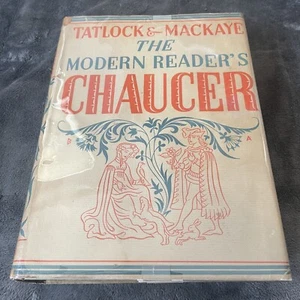 TATLOCK & MACKAYE
THE
MODERN READER'S
CHAUCER